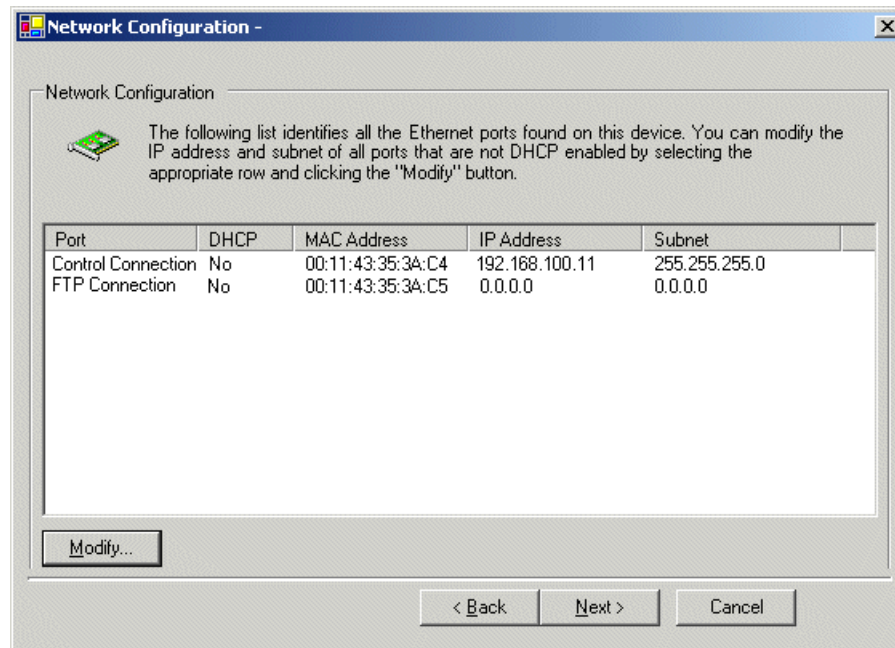 Network Configuration -
Network Configuration
The following list identifies all the Ethernet ports found on this device. You can modify the
IP address and subnet of all ports that are not DHCP enabled by selecting the
appropriate row and clicking the "Modify" button.
Port DHCP MAC Address IP Address Subnet
Control Connection No 00:11:43:35:3A:C4 192.168.100.11 255.255.255.0
FTP Connection No 00:11:43:35:3A:C5 0.0.0.0 0.0.0.0
Modify...
< Back Next > Cancel